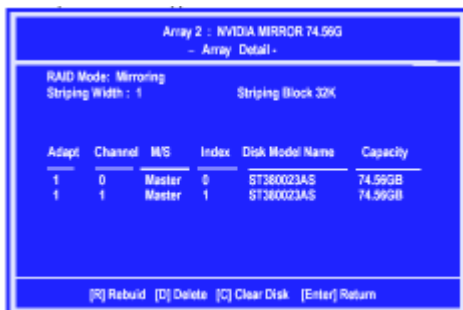 Array 2 : NVIDIA MIRROR 74.56G
- Array Detail -
RAID Mode: Mirroring
Striping Width : 1 Striping Block 32K
Adapt Channel M/S Index Disk Model Name Capacity
1 0 Master 0 ST380023AS 74.56GB
1 1 Master 1 ST380023AS 74.56GB
[R] Rebuid [D] Delete [C] Clear Disk [Enter] Return